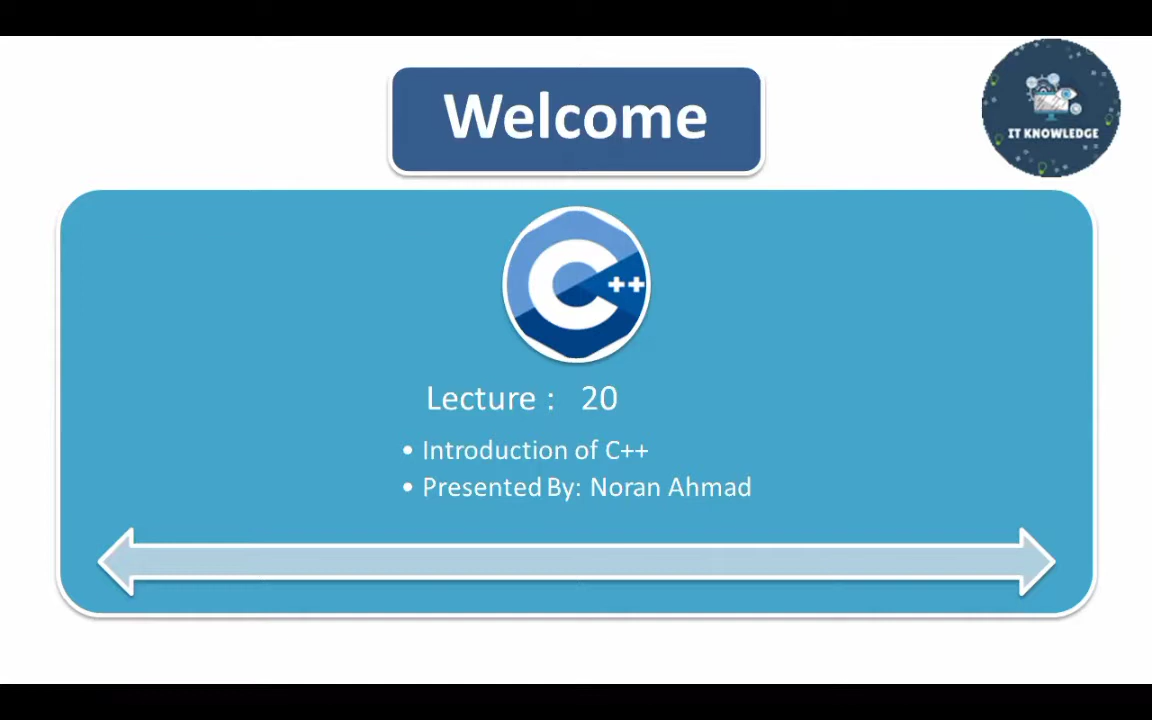 Welcome
IT KNOWLEDGE
C++
Lecture : 20
• Introduction of C++
• Presented By: Noran Ahmad